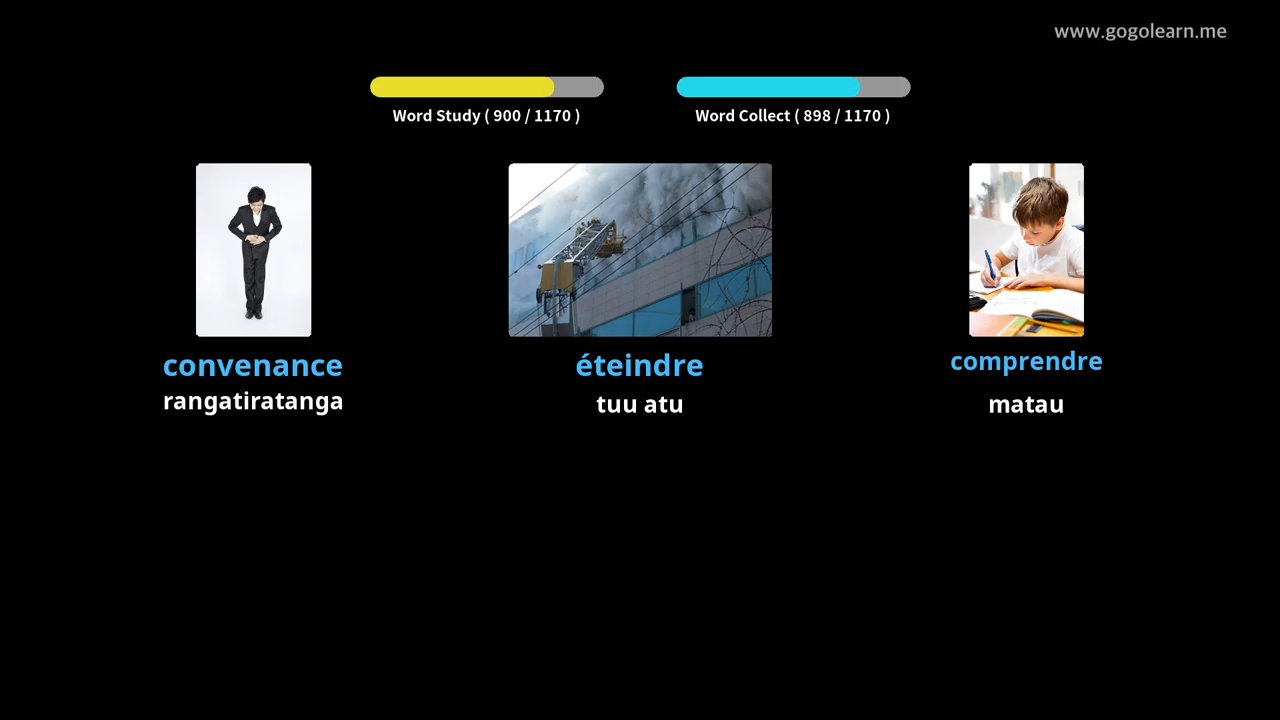 www.gogolearn.me
Word Study ( 900 / 1170 )
Word Collect ( 898 / 1170 )
convenance
rangatiratanga
éteindre
tuu atu
comprendre
matau